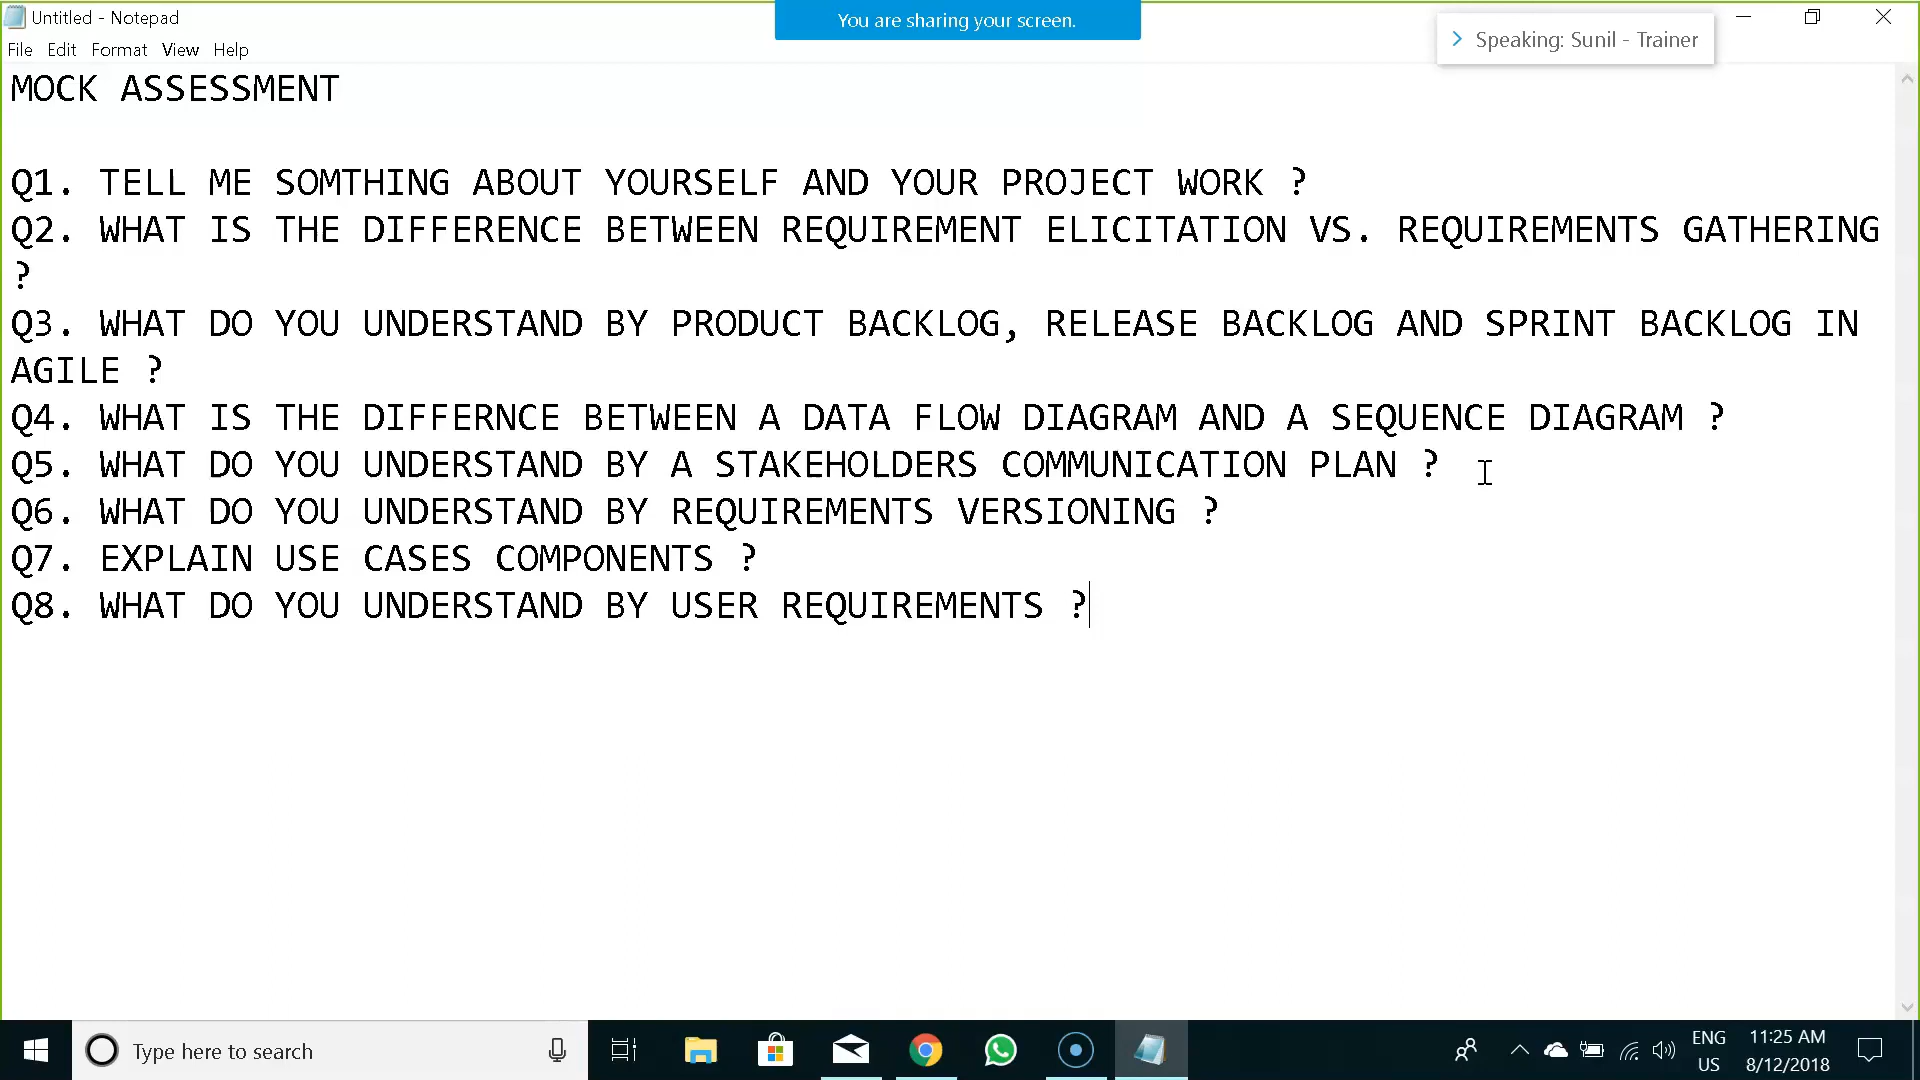 Untitled - Notepad
You are sharing your screen.
Speaking: Sunil - Trainer
File Edit Format View Help
MOCK ASSESSMENT
Q1. TELL ME SOMTHING ABOUT YOURSELF AND YOUR PROJECT WORK ?
Q2. WHAT IS THE DIFFERENCE BETWEEN REQUIREMENT ELICITATION VS. REQUIREMENTS GATHERING
?
Q3. WHAT DO YOU UNDERSTAND BY PRODUCT BACKLOG, RELEASE BACKLOG AND SPRINT BACKLOG IN
AGILE ?
Q4. WHAT IS THE DIFFERNCE BETWEEN A DATA FLOW DIAGRAM AND A SEQUENCE DIAGRAM ?
Q5. WHAT DO YOU UNDERSTAND BY A STAKEHOLDERS COMMUNICATION PLAN ?
Q6. WHAT DO YOU UNDERSTAND BY REQUIREMENTS VERSIONING ?
Q7. EXPLAIN USE CASES COMPONENTS ?
Q8. WHAT DO YOU UNDERSTAND BY USER REQUIREMENTS ?
Type here to search
ENG
US
11:25 AM
8/12/2018